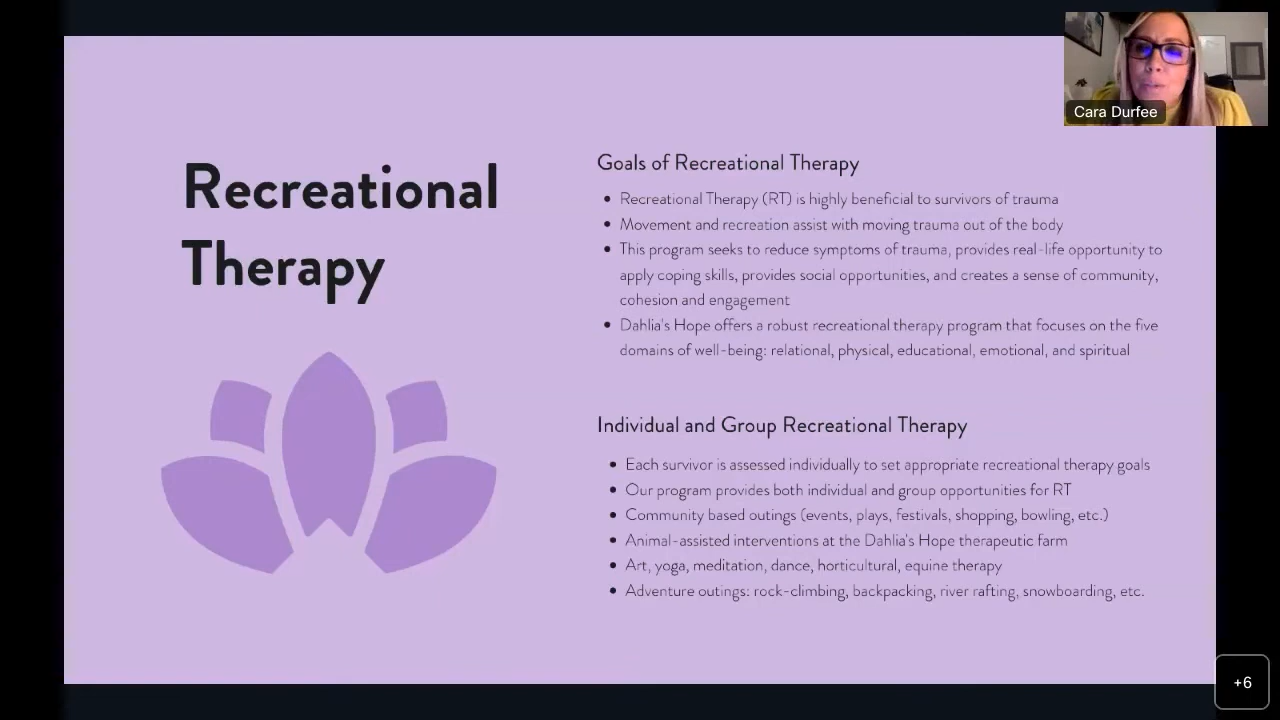 Cara Durfee
Recreational
Therapy
Goals of Recreational Therapy
• Recreational Therapy (RT) is highly beneficial to survivors of trauma
• Movement and recreation assist with moving trauma out of the body
• This program seeks to reduce symptoms of trauma, provides real-life opportunity to
apply coping skills, provides social opportunities, and creates a sense of community,
cohesion and engagement
• Dahlia's Hope offers a robust recreational therapy program that focuses on the five
domains of well-being: relational, physical, educational, emotional, and spiritual
Individual and Group Recreational Therapy
• Each survivor is assessed individually to set appropriate recreational therapy goals
• Our program provides both individual and group opportunities for RT
• Community based outings (events, plays, festivals, shopping, bowling, etc.)
• Animal-assisted interventions at the Dahlia's Hope therapeutic farm
• Art, yoga, meditation, dance, horticultural, equine therapy
• Adventure outings: rock-climbing, backpacking, river rafting, snowboarding, etc.
+6